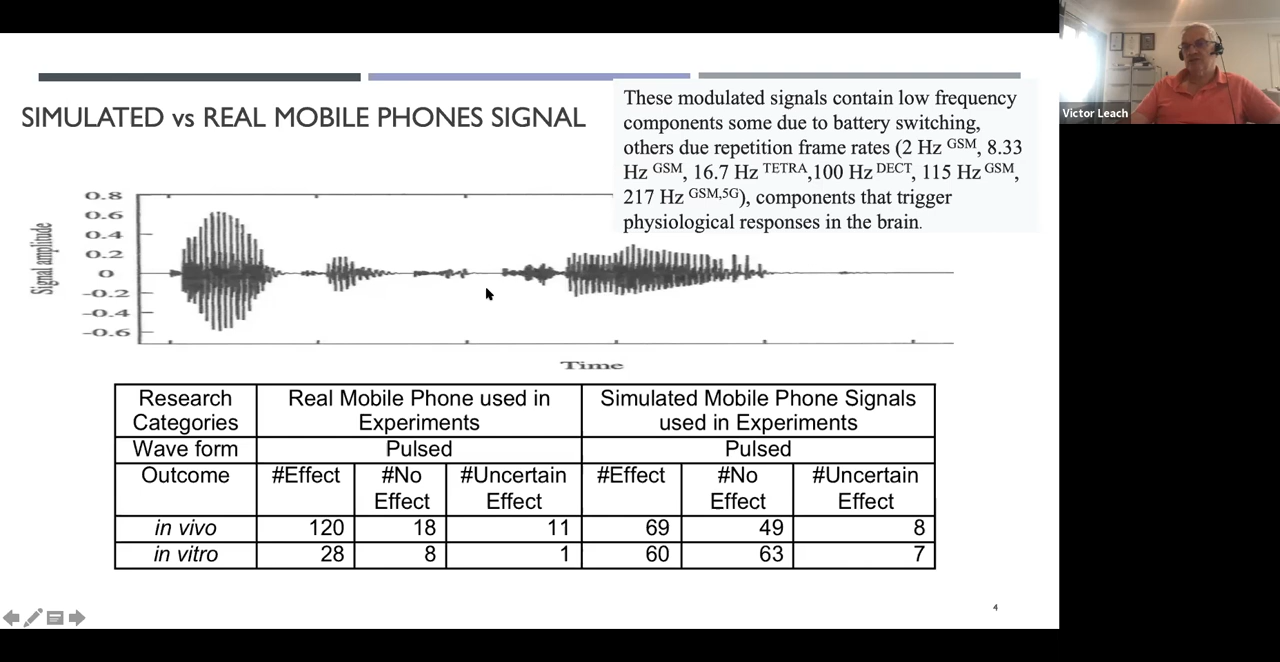 SIMULATED vs REAL MOBILE PHONES SIGNAL
These modulated signals contain low frequency
components some due to battery switching,
others due repetition frame rates (2 Hz GSM, 8.33
Hz GSM, 16.7 Hz TETRA,100 Hz DECT, 115 Hz GSM,
217 Hz GSM,5G), components that trigger
physiological responses in the brain.
Victor Leach
Signal amplitude
0.8
0.6
0.4
0.2
0
-0.2
-0.4
-0.6
Time
Research Categories Real Mobile Phone used in Experiments Simulated Mobile Phone Signals used in Experiments
Wave form Pulsed Pulsed
Outcome #Effect #No Effect #Uncertain Effect #Effect #No Effect #Uncertain Effect
in vivo 120 18 11 69 49 8
in vitro 28 8 1 60 63 7
4